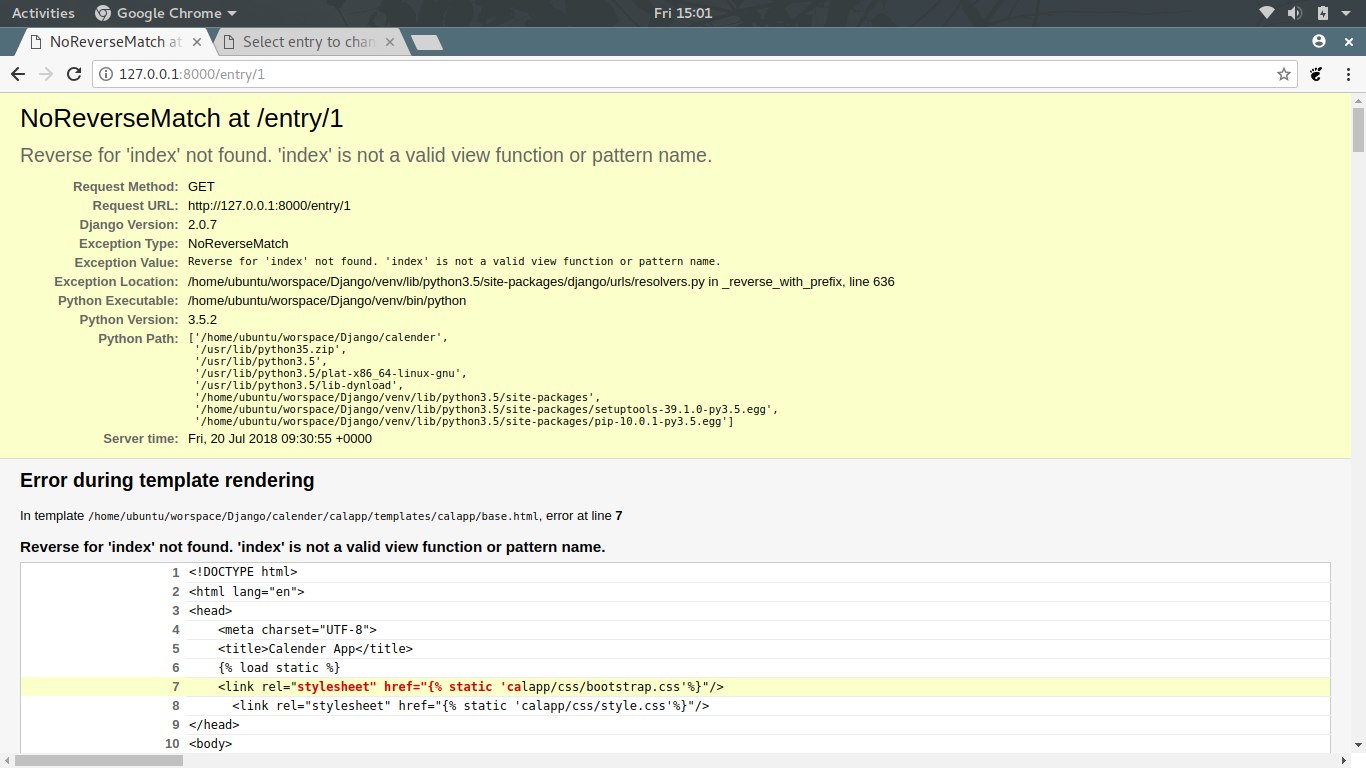 Activities Google Chrome Fri 15:01
NoReverseMatch at Select entry to chan
127.0.0.1:8000/entry/1
NoReverseMatch at /entry/1
Reverse for 'index' not found. 'index' is not a valid view function or pattern name.
Request Method: GET
Request URL: http://127.0.0.1:8000/entry/1
Django Version: 2.0.7
Exception Type: NoReverseMatch
Exception Value: Reverse for 'index' not found. 'index' is not a valid view function or pattern name.
Exception Location: /home/ubuntu/worspace/Django/venv/lib/python3.5/site-packages/django/urls/resolvers.py in _reverse_with_prefix, line 636
Python Executable: /home/ubuntu/worspace/Django/venv/bin/python
Python Version: 3.5.2
Python Path: ['/home/ubuntu/worspace/Django/calender',
'/usr/lib/python35.zip',
'/usr/lib/python3.5',
'/usr/lib/python3.5/plat-x86_64-linux-gnu',
'/usr/lib/python3.5/lib-dynload',
'/home/ubuntu/worspace/Django/venv/lib/python3.5/site-packages',
'/home/ubuntu/worspace/Django/venv/lib/python3.5/site-packages/setuptools-39.1.0-py3.5.egg',
'/home/ubuntu/worspace/Django/venv/lib/python3.5/site-packages/pip-10.0.1-py3.5.egg']
Server time: Fri, 20 Jul 2018 09:30:55 +0000
Error during template rendering
In template /home/ubuntu/worspace/Django/calender/calapp/templates/calapp/base.html, error at line 7
Reverse for 'index' not found. 'index' is not a valid view function or pattern name.
1 <!DOCTYPE html>
2 <html lang="en">
3 <head>
4 <meta charset="UTF-8">
5 <title>Calender App</title>
6 {% load static %}
7 <link rel="stylesheet" href="{% static 'calapp/css/bootstrap.css'%}"/>
8 <link rel="stylesheet" href="{% static 'calapp/css/style.css'%}"/>
9 </head>
10 <body>